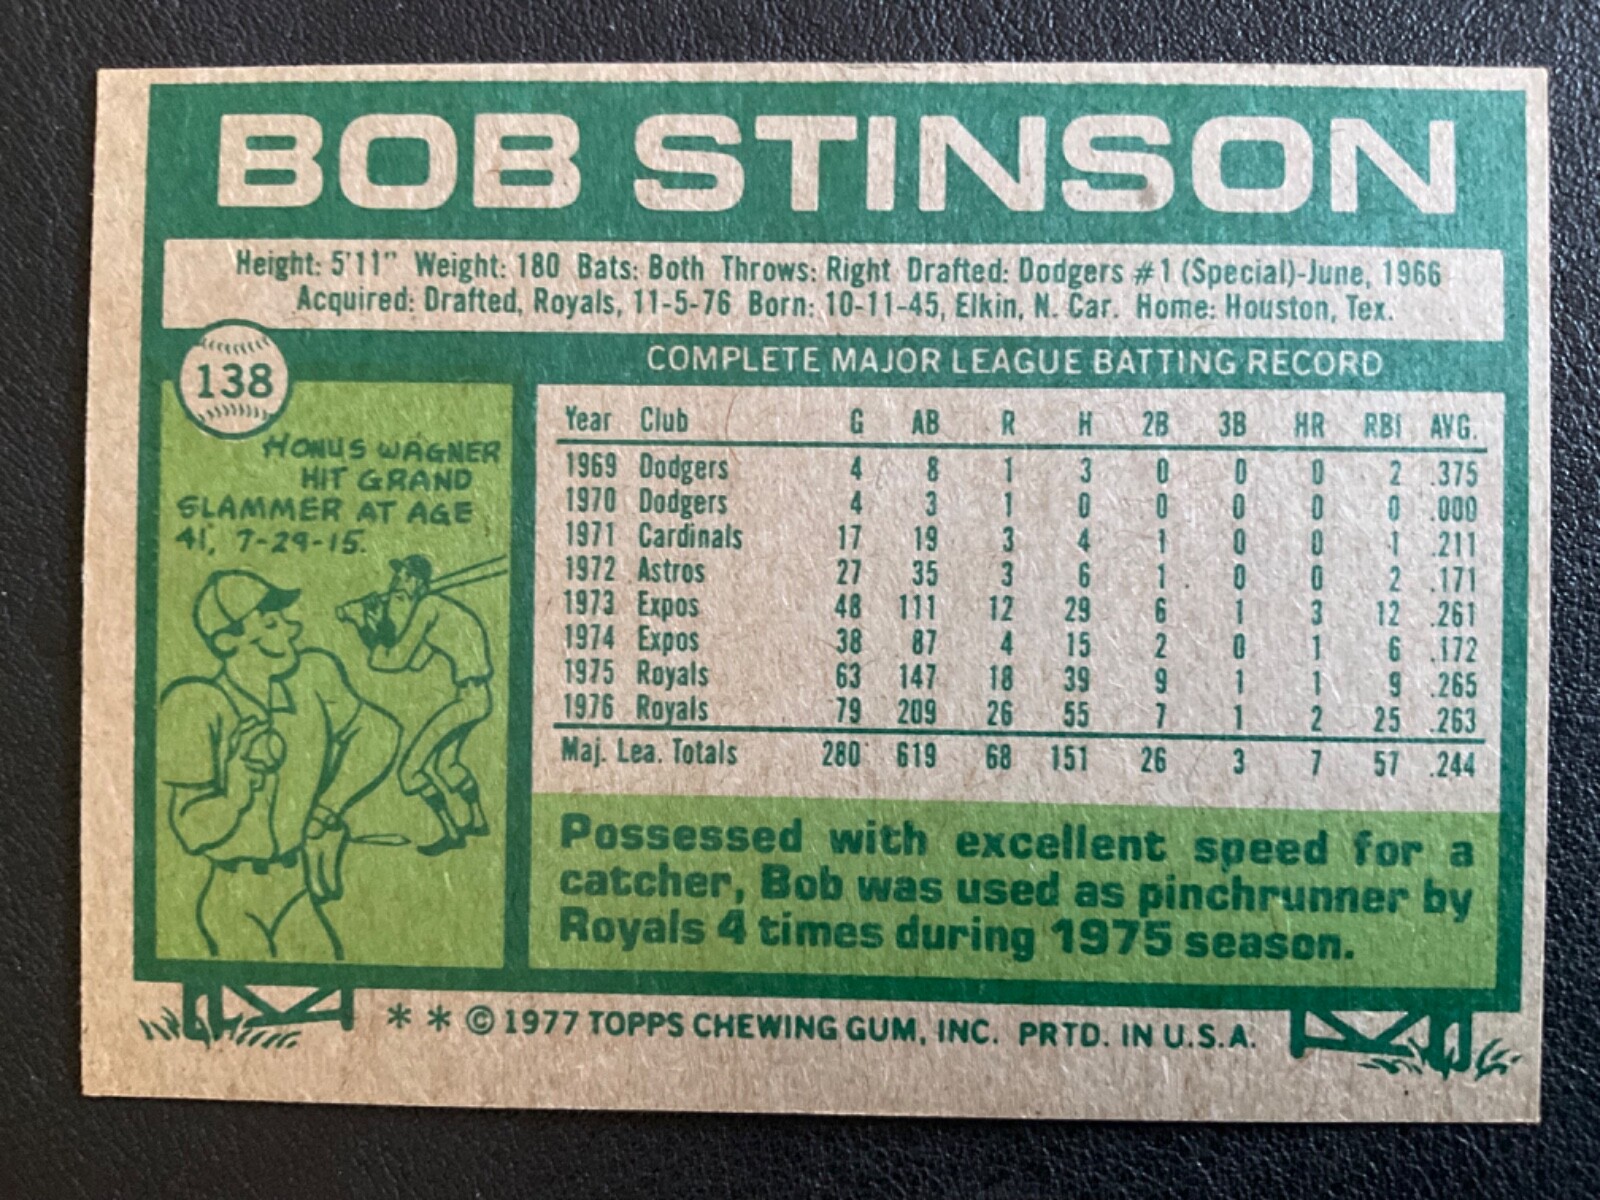 BOB STINSON
Height: 5'11" Weight: 180 Bats: Both Throws: Right Drafted: Dodgers #1 (Special)-June, 1966
Acquired: Drafted, Royals, 11-5-76 Born: 10-11-45, Elkin, N. Car. Home: Houston, Tex.
138
HONUS WAGNER
HIT GRAND
SLAMMER AT AGE
41, 7-29-15.
COMPLETE MAJOR LEAGUE BATTING RECORD
Year Club G AB R H 2B 3B HR RBI AVG.
1969 Dodgers 4 8 1 3 0 0 0 2 .375
1970 Dodgers 4 3 1 0 0 0 0 0 .000
1971 Cardinals 17 19 3 4 1 0 0 1 .211
1972 Astros 27 35 3 6 1 0 0 2 .171
1973 Expos 48 111 12 29 6 1 3 12 .261
1974 Expos 38 87 4 15 2 0 1 6 .172
1975 Royals 63 147 18 39 9 1 1 9 .265
1976 Royals 79 209 26 55 7 1 2 25 .263
Maj. Lea. Totals 280 619 68 151 26 3 7 57 .244
Possessed with excellent speed for a
catcher, Bob was used as pinchrunner by
Royals 4 times during 1975 season.
* * © 1977 TOPPS CHEWING GUM, INC. PRTD. IN U.S.A.